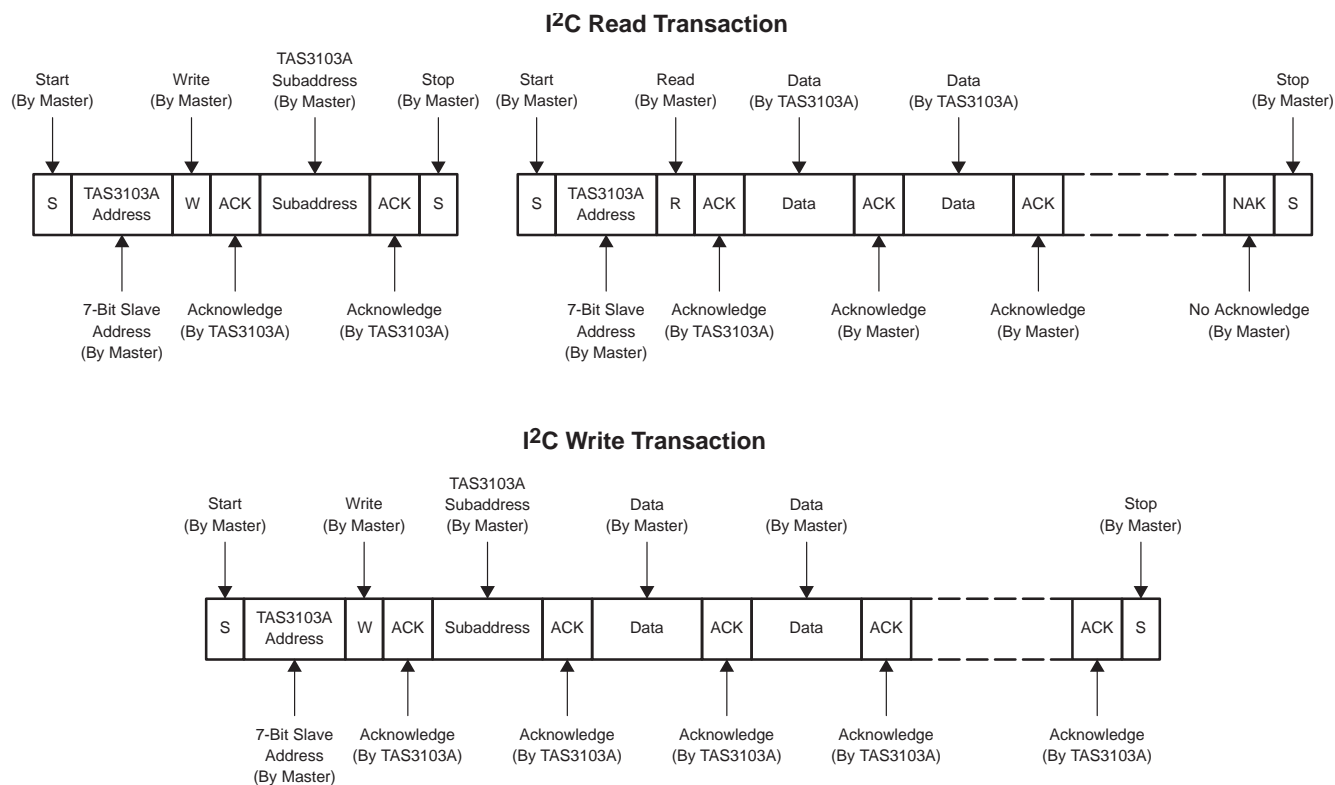 I2C Read Transaction
TAS3103A
Subaddress
(By Master)
Start
(By Master)
Write
(By Master)
Stop
(By Master)
Start
(By Master)
Read
(By Master)
Data
(By TAS3103A)
Data
(By TAS3103A)
Stop
(By Master)
S TAS3103A Address W ACK Subaddress ACK S
S TAS3103A Address R ACK Data ACK Data ACK NAK S
7-Bit Slave
Address
(By Master)
Acknowledge
(By TAS3103A)
Acknowledge
(By TAS3103A)
7-Bit Slave
Address
(By Master)
Acknowledge
(By TAS3103A)
Acknowledge
(By Master)
Acknowledge
(By Master)
No Acknowledge
(By Master)
I2C Write Transaction
Start
(By Master)
Write
(By Master)
TAS3103A
Subaddress
(By Master)
Data
(By Master)
Data
(By Master)
Stop
(By Master)
S TAS3103A Address W ACK Subaddress ACK Data ACK Data ACK ACK S
7-Bit Slave
Address
(By Master)
Acknowledge
(By TAS3103A)
Acknowledge
(By TAS3103A)
Acknowledge
(By TAS3103A)
Acknowledge
(By TAS3103A)
Acknowledge
(By TAS3103A)